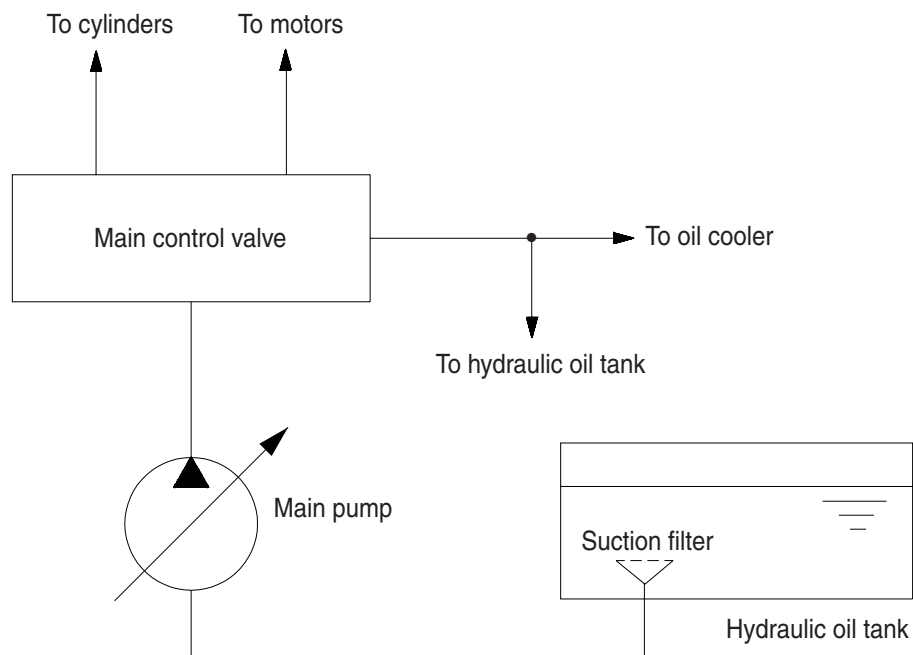 To cylinders
To motors
Main control valve
To oil cooler
To hydraulic oil tank
Main pump
Suction filter
Hydraulic oil tank